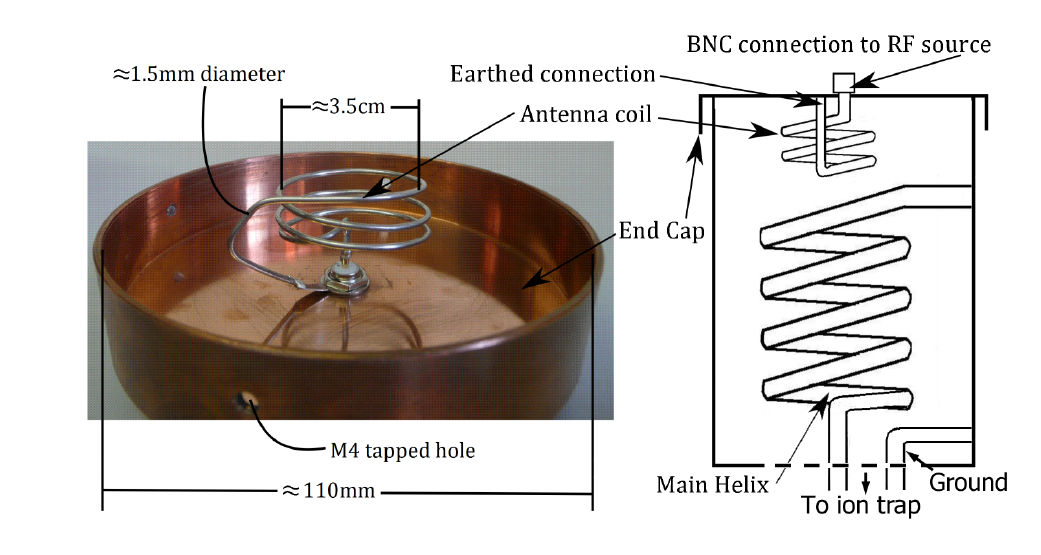 BNC connection to RF source
≈1.5mm diameter
Earthed connection
≈3.5cm
Antenna coil
End Cap
M4 tapped hole
≈110mm
Main Helix
Ground
To ion trap